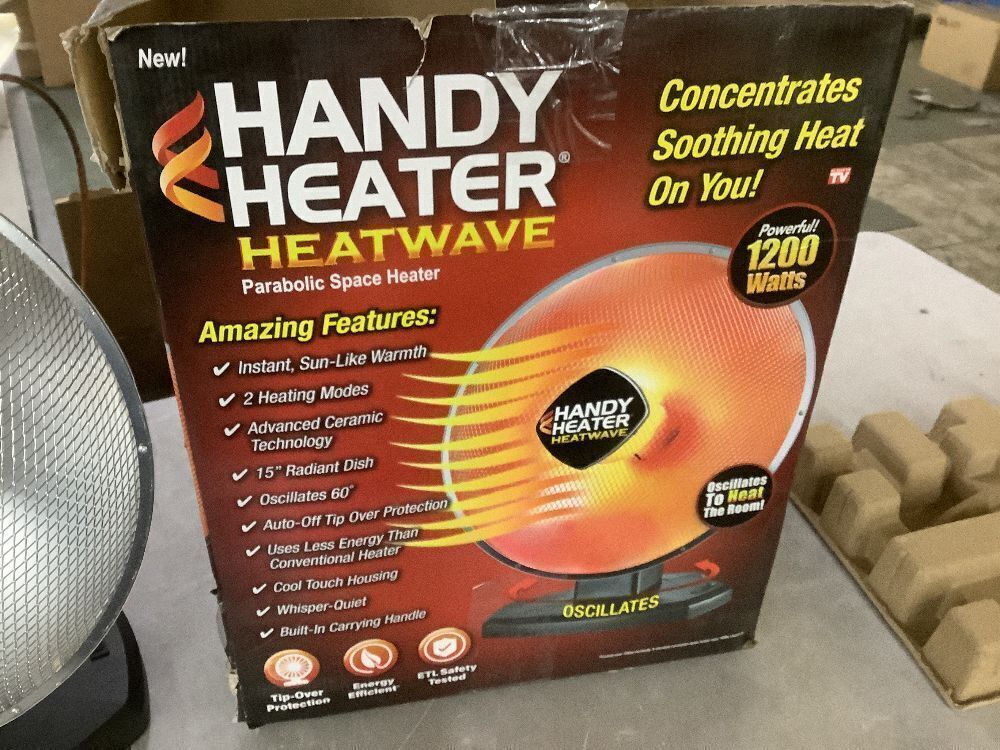 New!
HANDY
HEATER®
HEATWAVE
Parabolic Space Heater
Concentrates
Soothing Heat
On You!
TV
Powerful!
1200
Watts
Amazing Features:
✓ Instant, Sun-Like Warmth
✓ 2 Heating Modes
✓ Advanced Ceramic
Technology
✓ 15" Radiant Dish
✓ Oscillates 60°
✓ Auto-Off Tip Over Protection
✓ Uses Less Energy Than
Conventional Heater
✓ Cool Touch Housing
✓ Whisper-Quiet
✓ Built-In Carrying Handle
HANDY
HEATER
HEATWAVE
Oscillates
To Heat
The Room!
OSCILLATES
Tip-Over
Protection
Energy
Efficient
ETL Safety
Tested